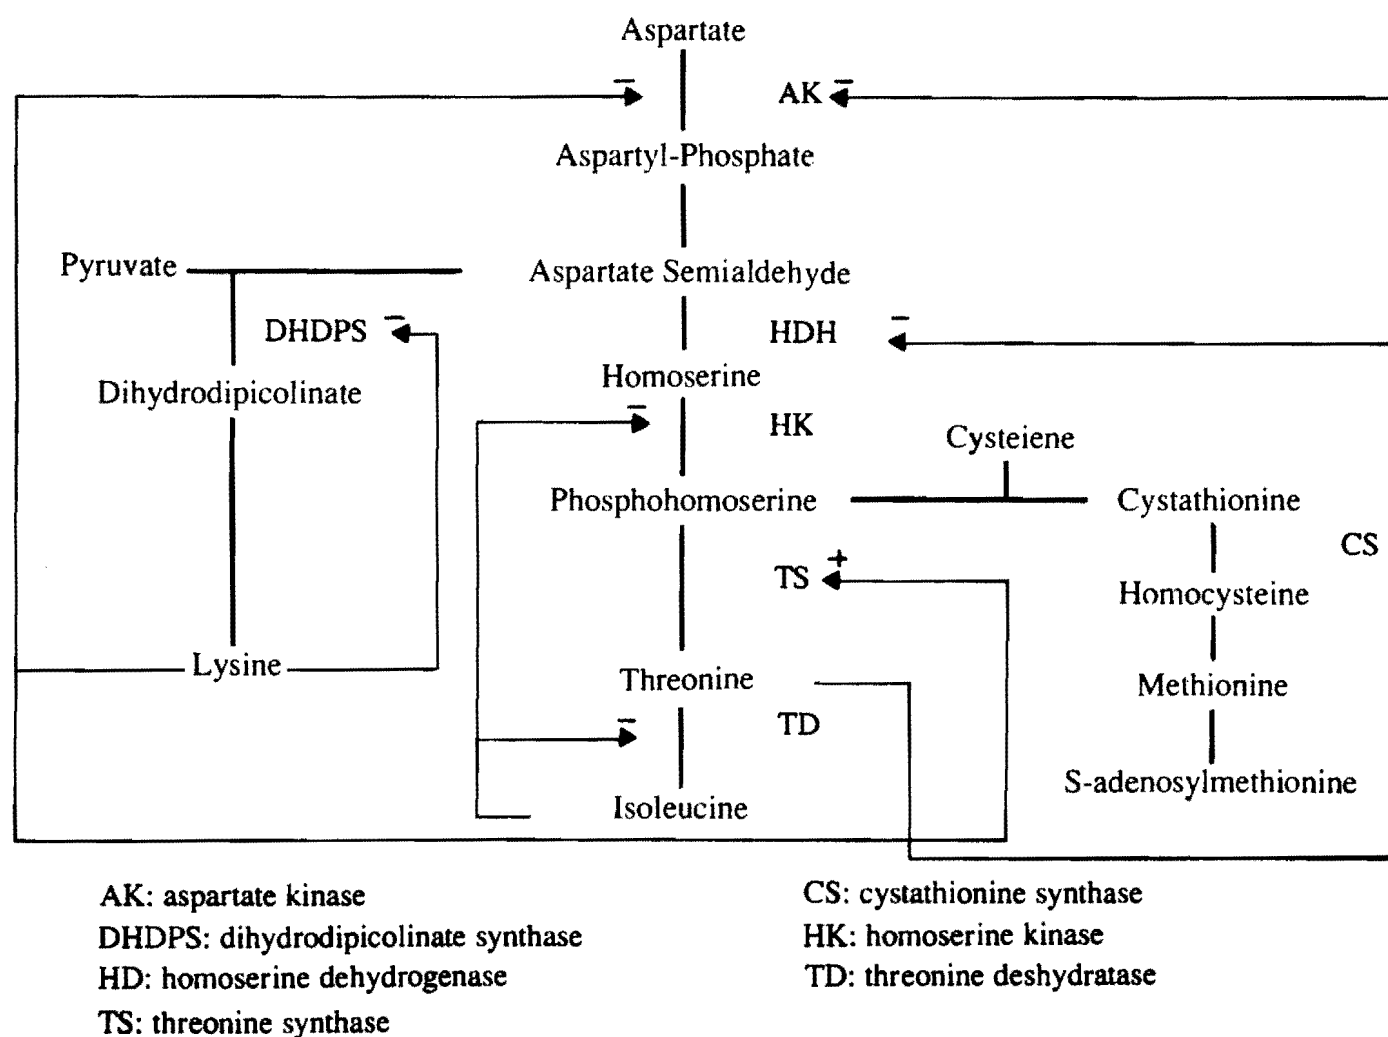 Aspartate
− AK −
Aspartyl-Phosphate
Pyruvate Aspartate Semialdehyde
DHDPS − HDH −
Homoserine
Dihydrodipicolinate
− HK
Cysteiene
Phosphohomoserine Cystathionine
CS
TS +
Homocysteine
Lysine Threonine Methionine
− TD
S-adenosylmethionine
Isoleucine
AK: aspartate kinase
DHDPS: dihydrodipicolinate synthase
HD: homoserine dehydrogenase
TS: threonine synthase
CS: cystathionine synthase
HK: homoserine kinase
TD: threonine deshydratase